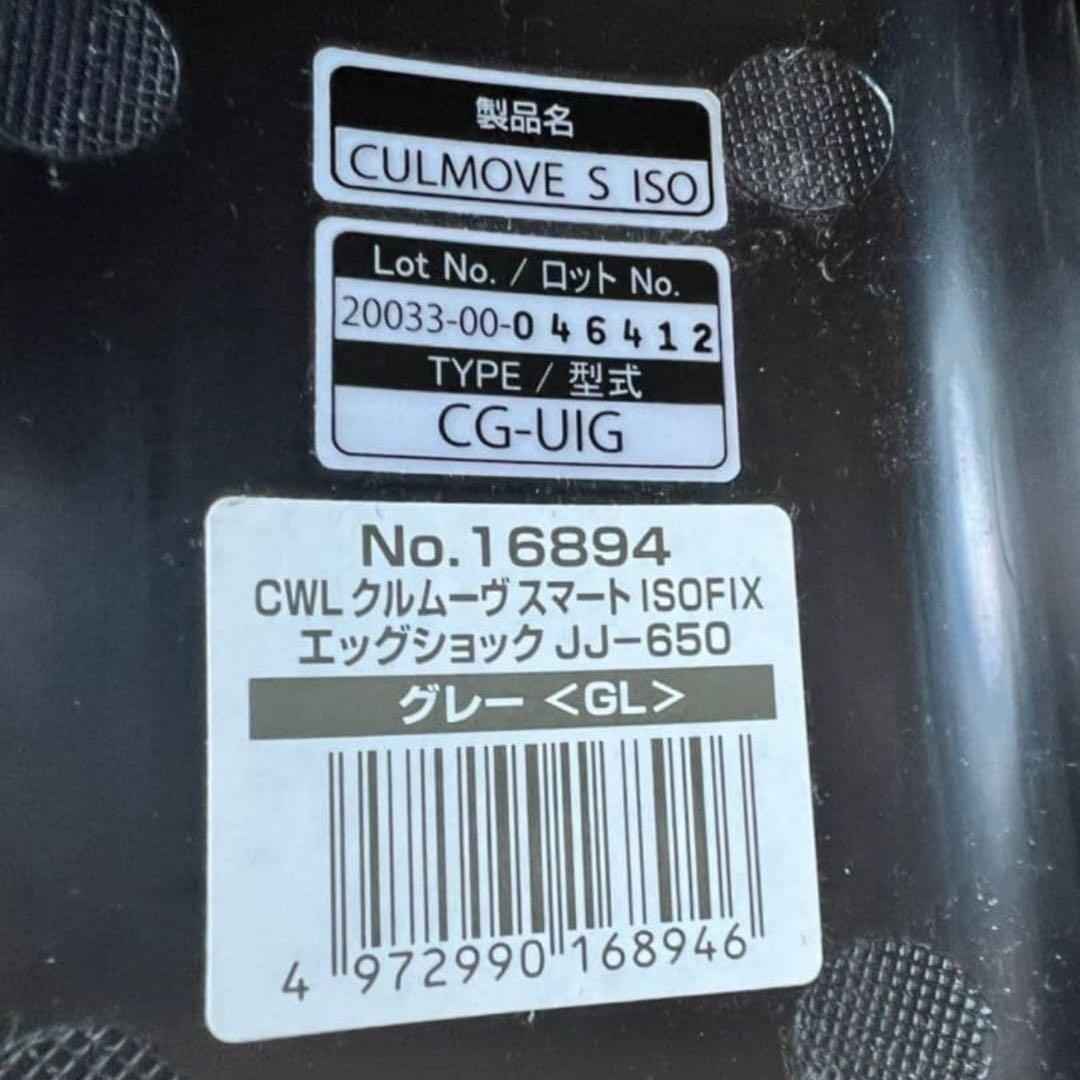 製品名
CULMOVE S ISO
Lot No. / ロット No.
20033-00-046412
TYPE / 型式
CG-UIG
No.16894
CWL クルムーヴ スマート ISOFIX
エッグショック JJ-650
グレー <GL>
4 972990 168946